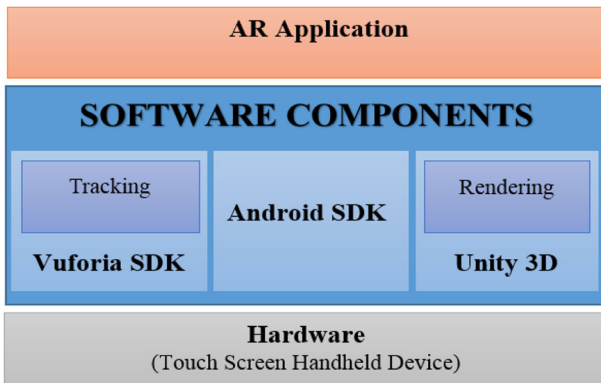 AR Application
SOFTWARE COMPONENTS
Tracking
Vuforia SDK
Android SDK
Rendering
Unity 3D
Hardware
(Touch Screen Handheld Device)